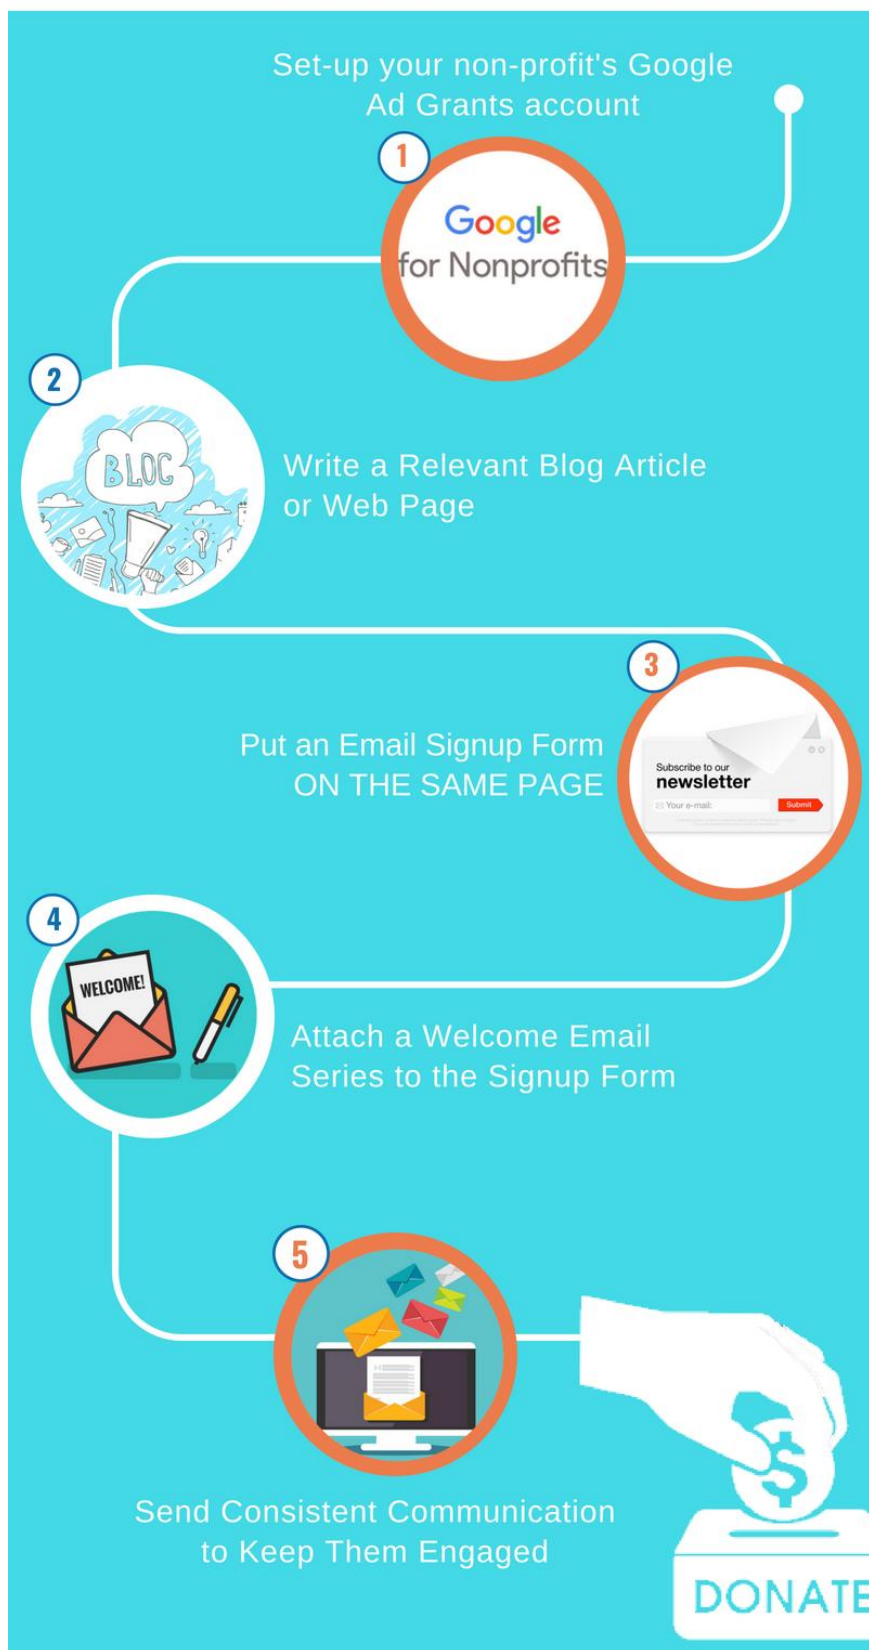 Set-up your non-profit's Google
Ad Grants account
1
Google
for Nonprofits
2
BLOG
Write a Relevant Blog Article
or Web Page
3
Put an Email Signup Form
ON THE SAME PAGE
Subscribe to our
newsletter
Your e-mail:
Submit
4
WELCOME!
Attach a Welcome Email
Series to the Signup Form
5
Send Consistent Communication
to Keep Them Engaged
$
DONATE